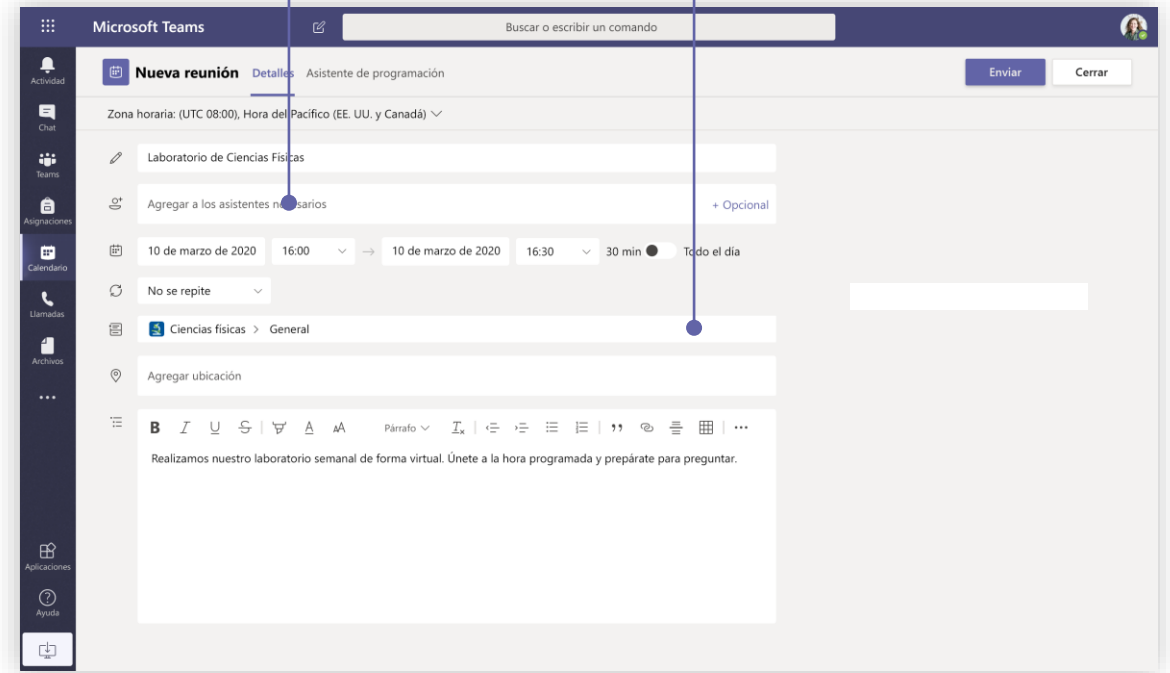 Microsoft Teams
Buscar o escribir un comando
Actividad
Chat
Teams
Asignaciones
Calendario
Llamadas
Archivos
Aplicaciones
Ayuda
Nueva reunión Detalles Asistente de programación
Enviar Cerrar
Zona horaria: (UTC 08:00), Hora del Pacífico (EE. UU. y Canadá)
Laboratorio de Ciencias Fisicas
Agregar a los asistentes necesarios + Opcional
10 de marzo de 2020 16:00 → 10 de marzo de 2020 16:30 30 min Todo el día
No se repite
Ciencias fisicas > General
Agregar ubicación
B I U S A AA Párrafo Tx
Realizamos nuestro laboratorio semanal de forma virtual. Únete a la hora programada y prepárate para preguntar.